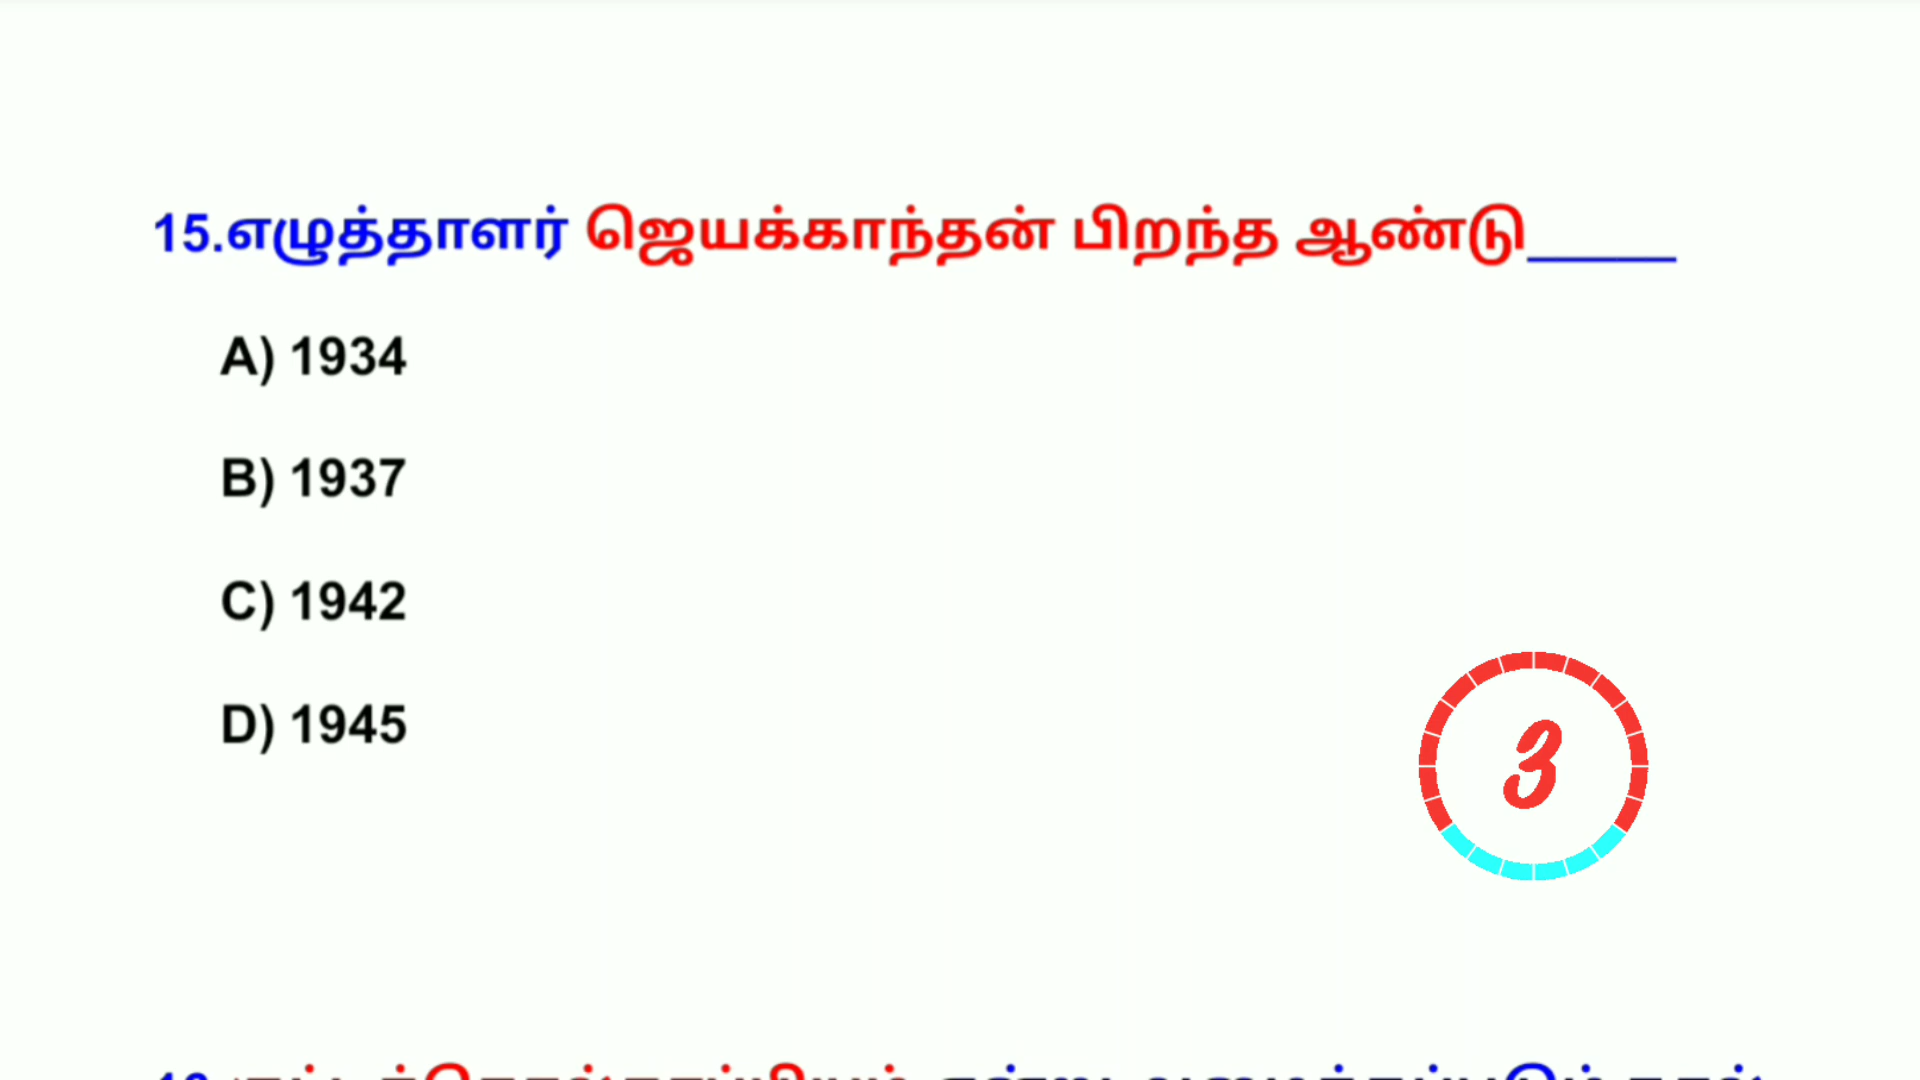 15.எழுத்தாளர் ஜெயக்காந்தன் பிறந்த ஆண்டு_____
A) 1934
B) 1937
C) 1942
D) 1945
3